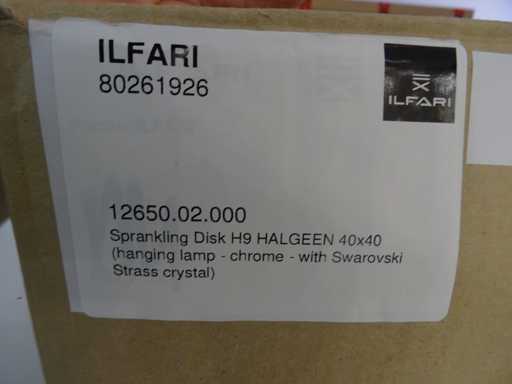 ILFARI
80261926
ILFARI
12650.02.000
Sprankling Disk H9 HALGEEN 40x40
(hanging lamp - chrome - with Swarovski
Strass crystal)